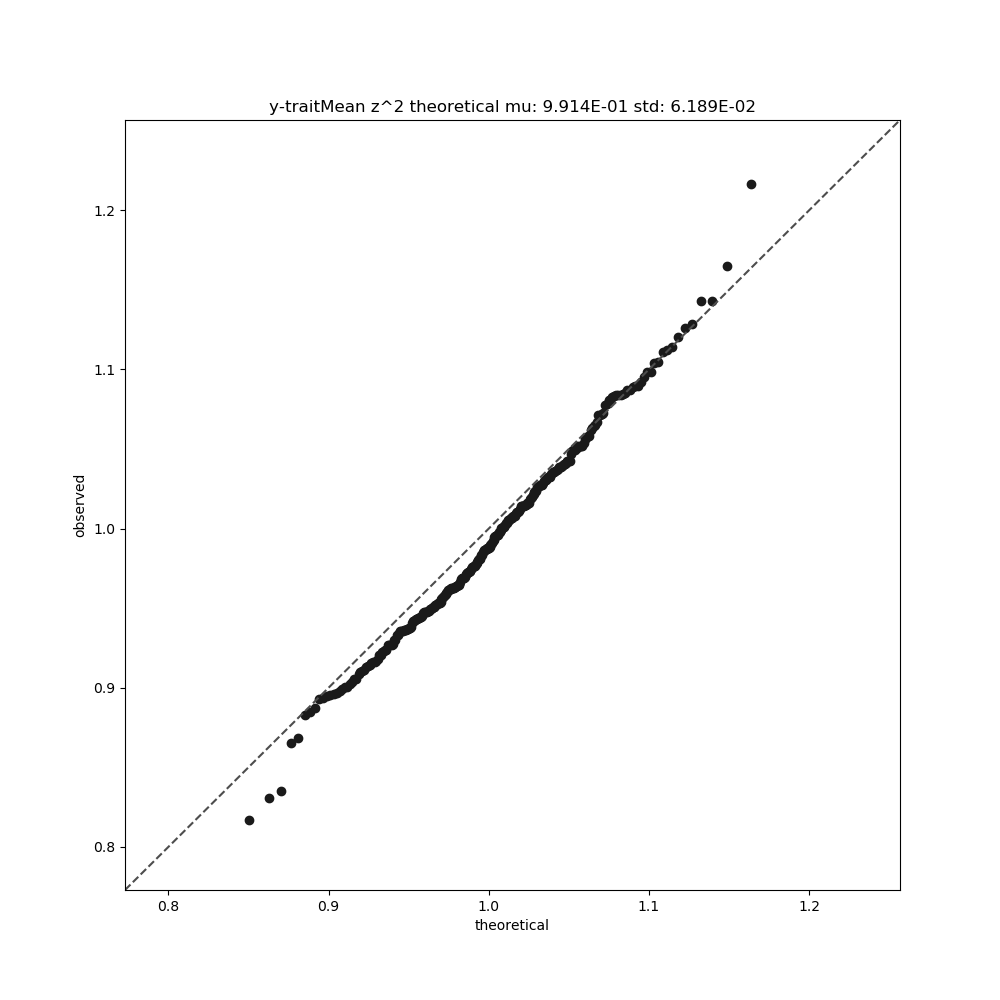 y-traitMean z^2 theoretical mu: 9.914E-01 std: 6.189E-02
1.2
1.1
1.0
0.9
0.8
observed
0.8 0.9 1.0 1.1 1.2
theoretical